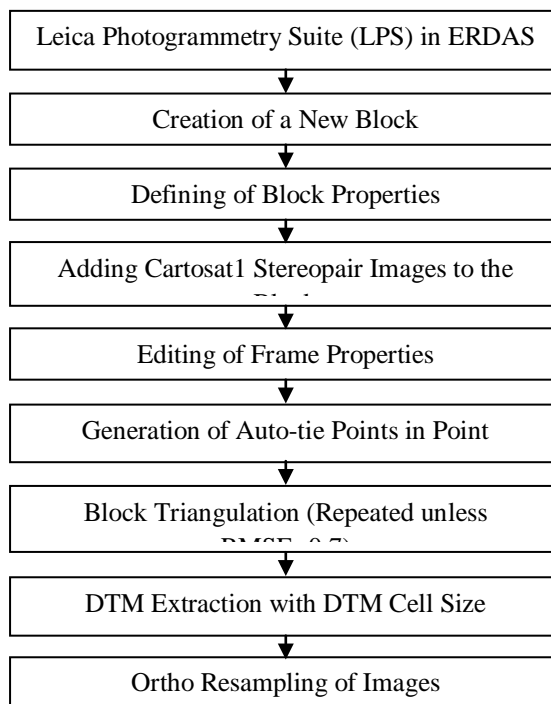 Leica Photogrammetry Suite (LPS) in ERDAS
Creation of a New Block
Defining of Block Properties
Adding Cartosat1 Stereopair Images to the
Editing of Frame Properties
Generation of Auto-tie Points in Point
Block Triangulation (Repeated unless
DTM Extraction with DTM Cell Size
Ortho Resampling of Images